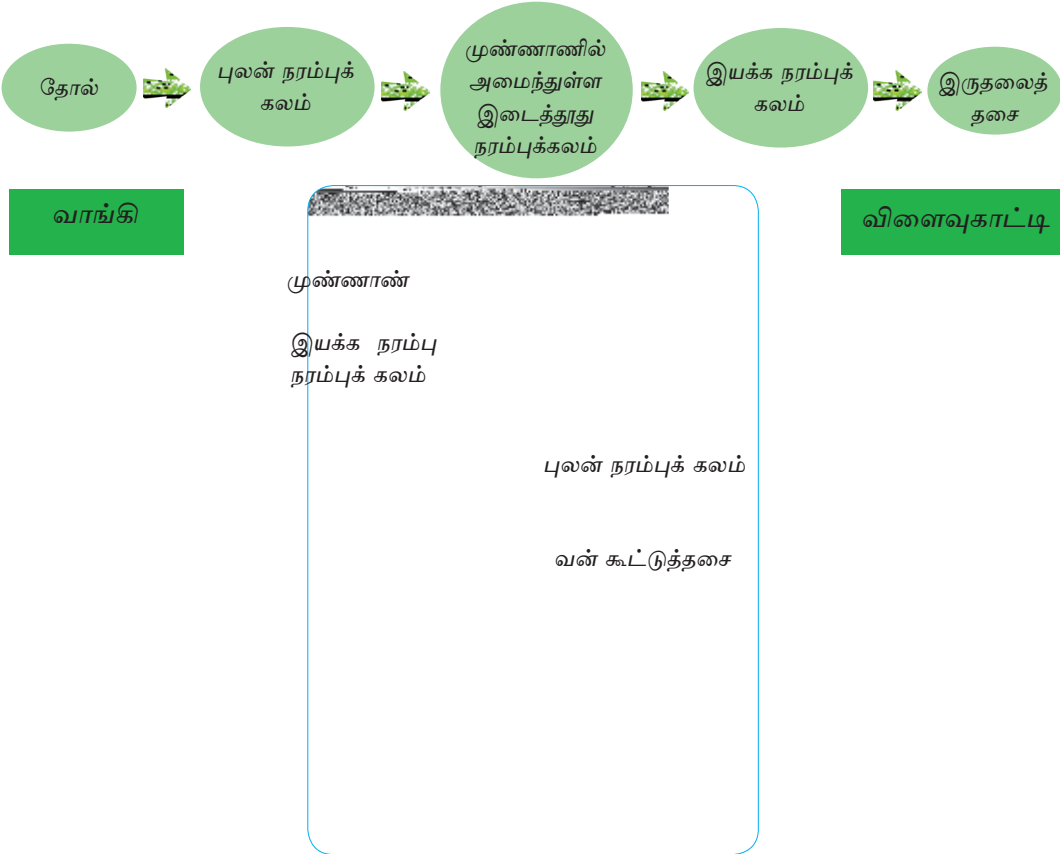 தோல்
புலன் நரம்புக்
கலம்
முண்ணாணில்
அமைந்துள்ள
இடைத்தூது
நரம்புக்கலம்
இயக்க நரம்புக்
கலம்
இருதலைத்
தசை
வாங்கி
விளைவுகாட்டி
முண்ணாண்
இயக்க நரம்பு
நரம்புக் கலம்
புலன் நரம்புக் கலம்
வன் கூட்டுத்தசை